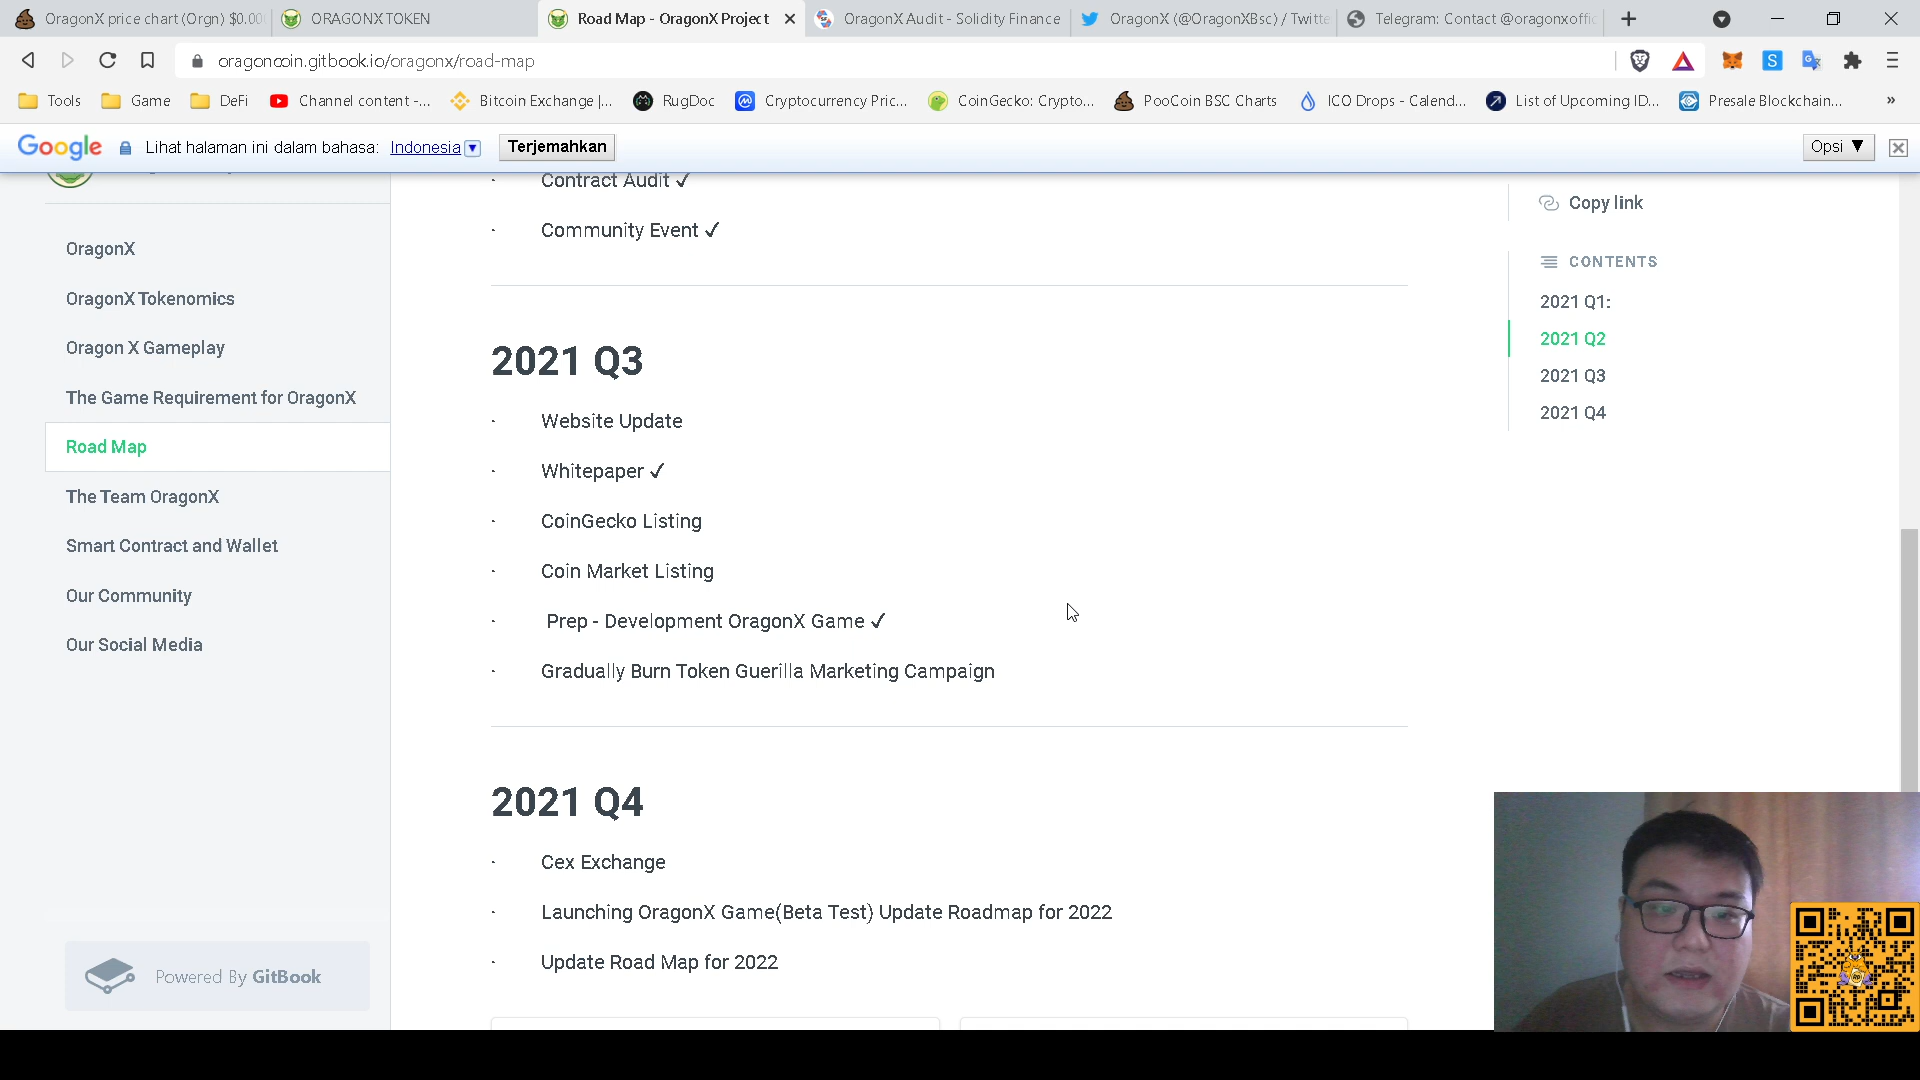 OragonX price chart (Orgn) $0.00
ORAGONX TOKEN
Road Map - OragonX Project
OragonX Audit - Solidity Finance
OragonX (@OragonXBsc) / Twitte
Telegram: Contact @oragonxoffic
oragoncoin.gitbook.io/oragonx/road-map
Tools
Game
DeFi
Channel content -...
Bitcoin Exchange |...
RugDoc
Cryptocurrency Pric...
CoinGecko: Crypto...
PooCoin BSC Charts
ICO Drops - Calend...
List of Upcoming ID...
Presale Blockchain...
»
Google
Lihat halaman ini dalam bahasa:
Indonesia
Terjemahkan
Opsi ▼
OragonX
OragonX Tokenomics
Oragon X Gameplay
The Game Requirement for OragonX
Road Map
The Team OragonX
Smart Contract and Wallet
Our Community
Our Social Media
Powered By GitBook
· Contract Audit ✓
· Community Event ✓
2021 Q3
· Website Update
· Whitepaper ✓
· CoinGecko Listing
· Coin Market Listing
· Prep - Development OragonX Game ✓
· Gradually Burn Token Guerilla Marketing Campaign
2021 Q4
· Cex Exchange
· Launching OragonX Game(Beta Test) Update Roadmap for 2022
· Update Road Map for 2022
Copy link
CONTENTS
2021 Q1:
2021 Q2
2021 Q3
2021 Q4